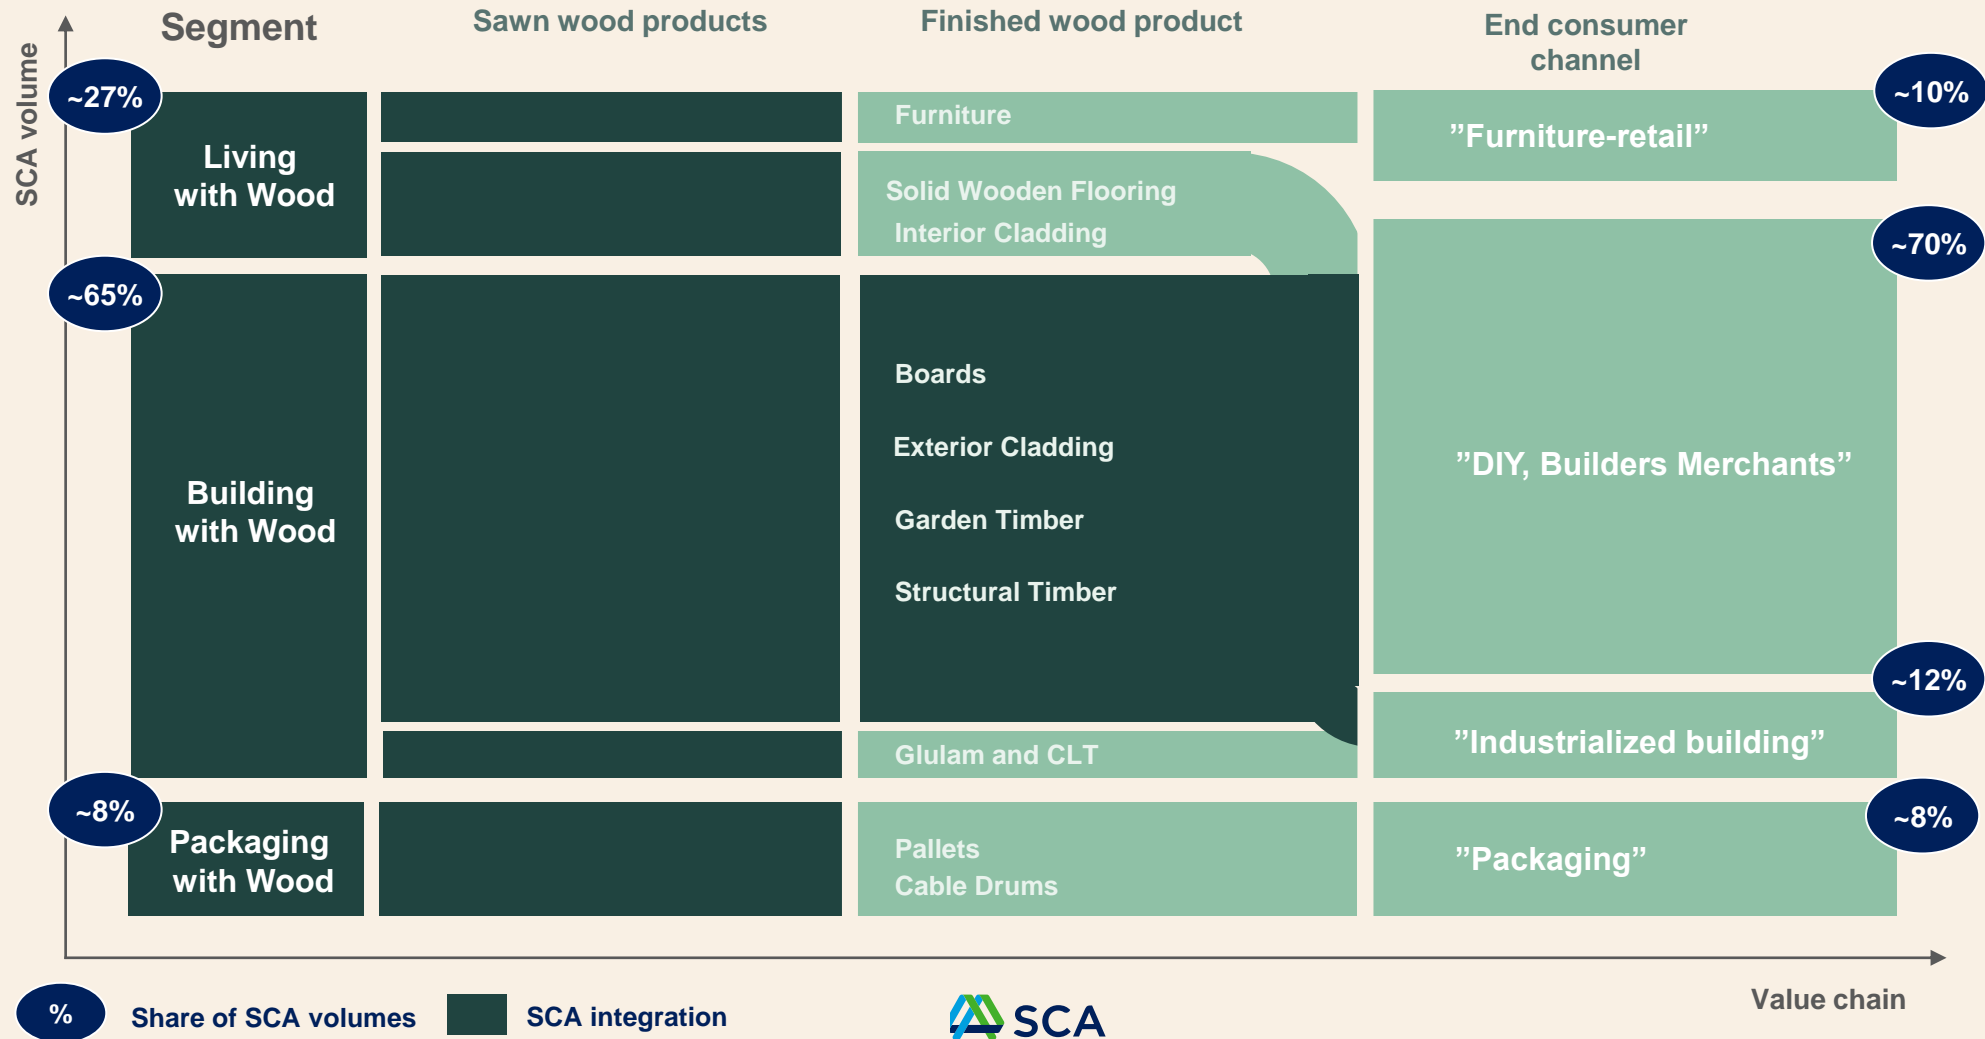 Segment
Sawn wood products
Finished wood product
End consumer
channel
SCA volume
~27%
Living
with Wood
Furniture
Solid Wooden Flooring
Interior Cladding
”Furniture-retail”
~10%
~65%
Building
with Wood
Boards
Exterior Cladding
Garden Timber
Structural Timber
”DIY, Builders Merchants”
~70%
Glulam and CLT
”Industrialized building”
~12%
~8%
Packaging
with Wood
Pallets
Cable Drums
”Packaging”
~8%
Value chain
%
Share of SCA volumes
SCA integration
SCA